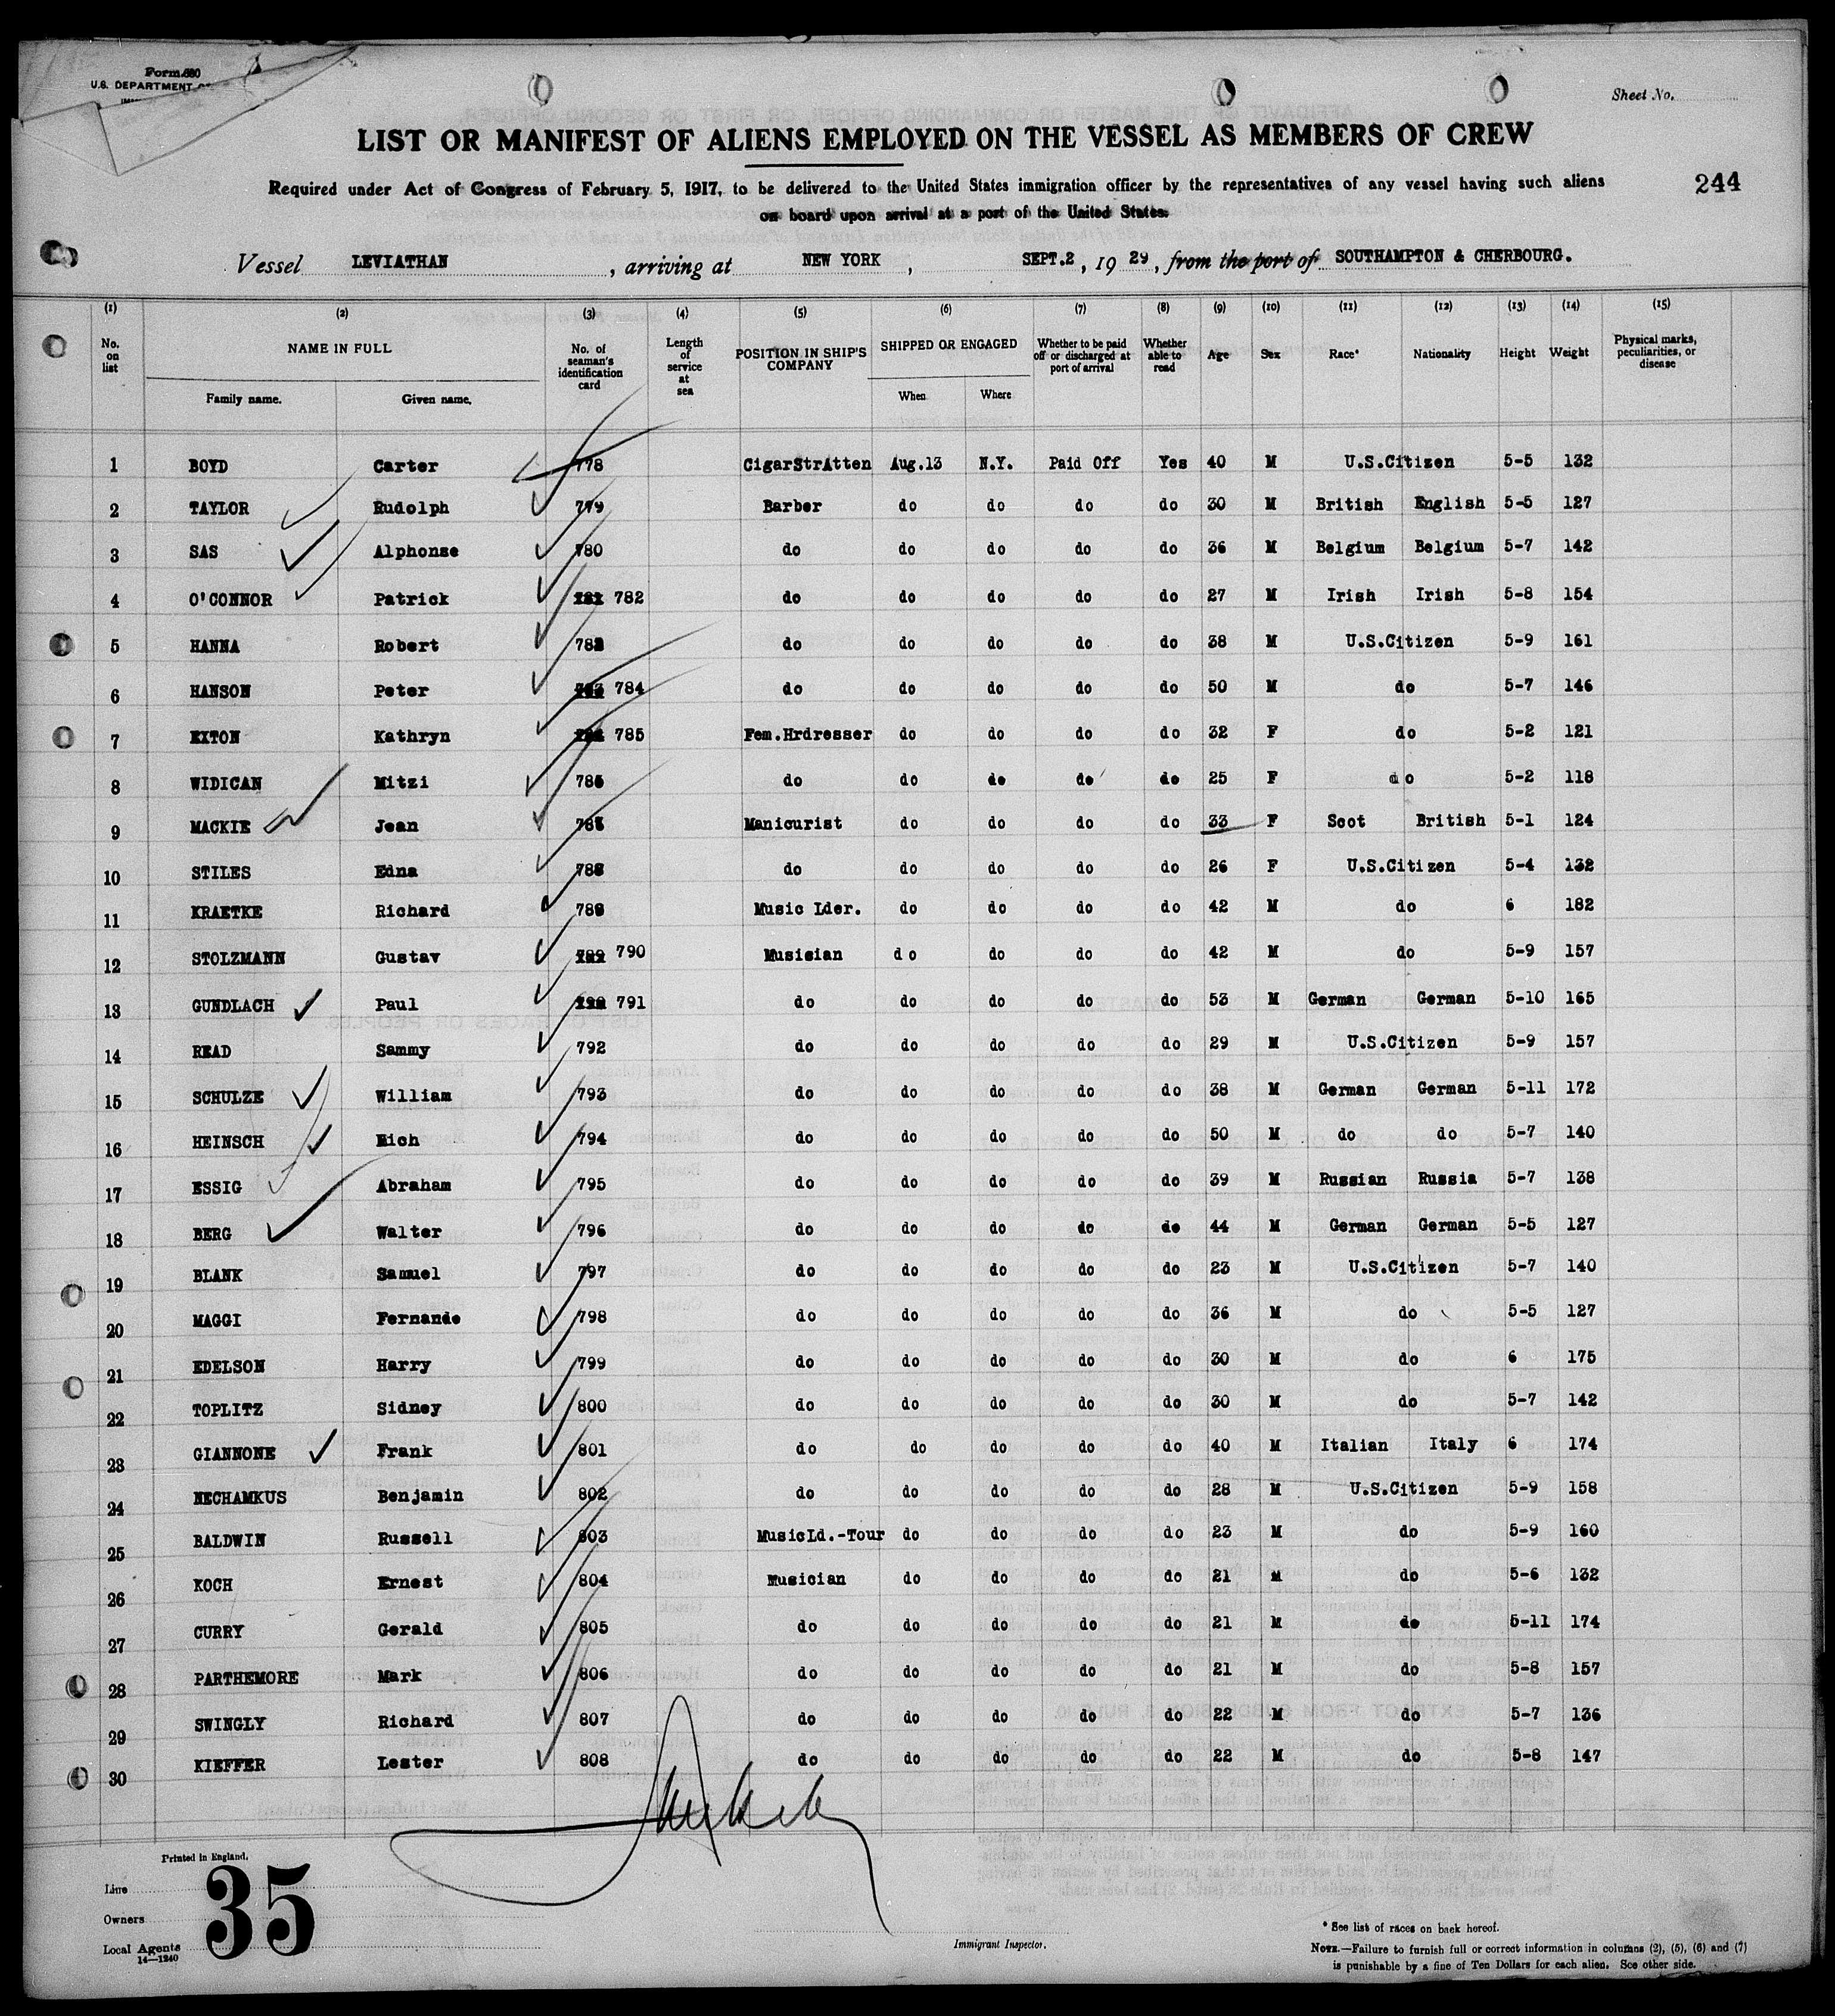 Form 680
U.S. DEPARTMENT
Sheet No.
LIST OR MANIFEST OF ALIENS EMPLOYED ON THE VESSEL AS MEMBERS OF CREW
Required under Act of Congress of February 5, 1917, to be delivered to the United States immigration officer by the representatives of any vessel having such aliens
on board upon arrival at a port of the United States.
244
Vessel LEVIATHAN , arriving at NEW YORK , SEPT.2 , 19 29 , from the port of SOUTHAMPTON & CHERBOURG.
(1) (2) (3) (4) (5) (6) (7) (8) (9) (10) (11) (12) (13) (14) (15)
No. on list NAME IN FULL Family name. Given name. No. of seaman's identification card Length of service at sea POSITION IN SHIP'S COMPANY SHIPPED OR ENGAGED When Where Whether to be paid off or discharged at port of arrival Whether able to read Age Sex Race* Nationality Height Weight Physical marks, peculiarities, or disease
1 BOYD Carter 778 CigarStrAtten Aug.13 N.Y. Paid Off Yes 40 M U.S.Citizen 5-5 132
2 TAYLOR Rudolph 779 Barber do do do do 30 M British English 5-5 127
3 SAS Alphonse 780 do do do do do 36 M Belgium Belgium 5-7 142
4 O'CONNOR Patrick 782 do do do do do 27 M Irish Irish 5-8 154
5 HANNA Robert do do do do do 38 M U.S.Citizen 5-9 161
6 HANSON Peter 784 do do do do do 50 M do 5-7 146
7 EXTON Kathryn 785 Fem.Hrdresser do do do do 32 F do 5-2 121
8 WIDICAN Mitzi do do do do do 25 F do 5-2 118
9 MACKIE Jean Manicurist do do do do 33 F Scot British 5-1 124
10 STILES Edna do do do do do 26 F U.S.Citizen 5-4 132
11 KRAETKE Richard Music Lder. do do do do 42 M do 6 182
12 STOLZMANN Gustav 790 Musician do do do do 42 M do 5-9 157
13 GUNDLACH Paul 791 do do do do do 53 M German German 5-10 165
14 READ Sammy 792 do do do do do 29 M U.S.Citizen 5-9 157
15 SCHULZE William 793 do do do do do 38 M German German 5-11 172
16 HEINSCH Rich 794 do do do do do 50 M do do 5-7 140
17 ESSIG Abraham 795 do do do do do 39 M Russian Russia 5-7 138
18 BERG Walter 796 do do do do do 44 M German German 5-5 127
19 BLANK Samuel 797 do do do do do 23 M U.S.Citizen 5-7 140
20 MAGGI Fernande 798 do do do do do 36 M do 5-5 127
21 EDELSON Harry 799 do do do do do 30 M do 6 175
22 TOPLITZ Sidney 800 do do do do do 30 M do 5-7 142
23 GIANNONE Frank 801 do do do do do 40 M Italian Italy 6 174
24 NECHAMKUS Benjamin 802 do do do do do 28 M U.S.Citizen 5-9 158
25 BALDWIN Russell 803 MusicLd.-Tour do do do do 23 M do 5-9 160
26 KOCH Ernest 804 Musician do do do do 21 M do 5-6 132
27 CURRY Gerald 805 do do do do do 21 M do 5-11 174
28 PARTHEMORE Mark 806 do do do do do 21 M do 5-8 157
29 SWINGLY Richard 807 do do do do do 22 M do 5-7 136
30 KIEFFER Lester 808 do do do do do 22 M do 5-8 147
Printed in England.
Line
Owners
Local Agents
14—1240
35
Immigrant Inspector.
* See list of races on back hereof.
NOTE.—Failure to furnish full or correct information in columns (2), (5), (6) and (7)
is punishable by a fine of Ten Dollars for each alien. See other side.